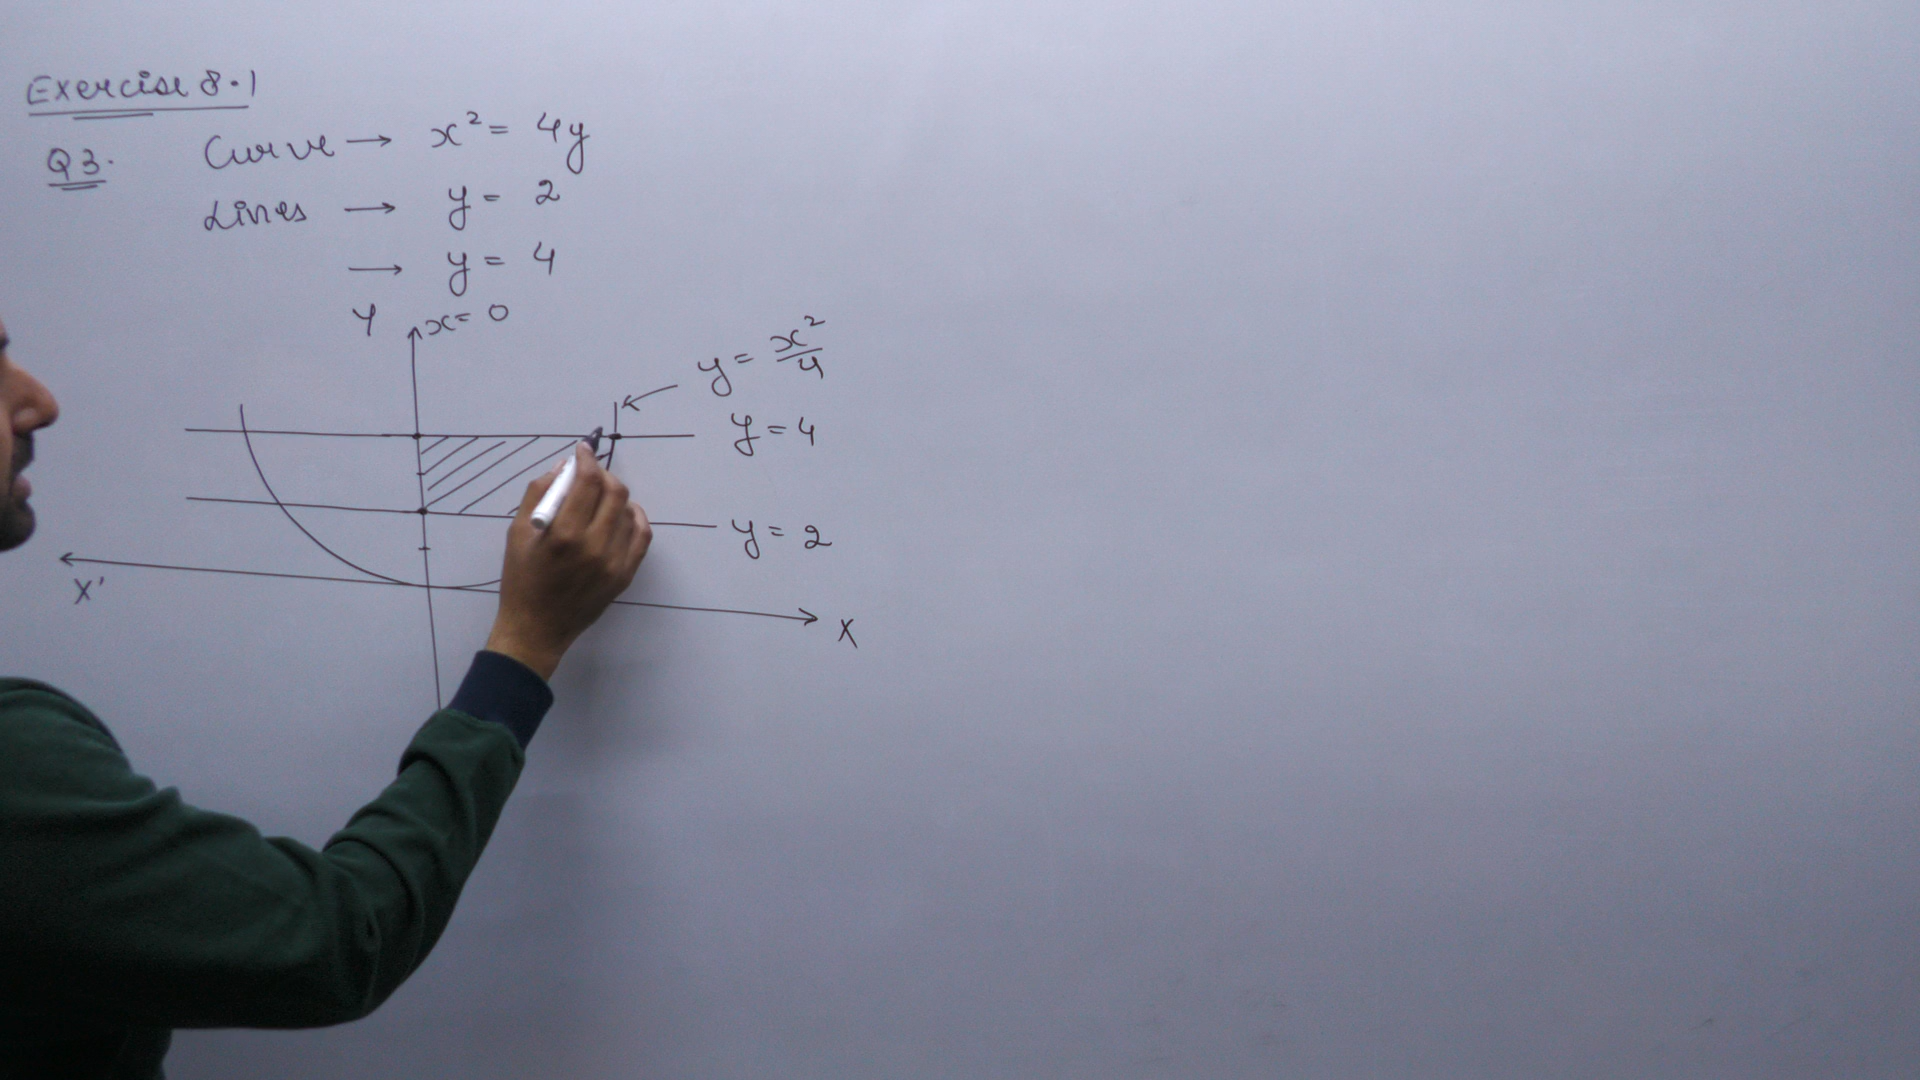 Exercise 8.1
Q3. Curve → x² = 4y
Lines → y = 2
→ y = 4
Y x = 0
y = x²/4
y = 4
y = 2
X'
X